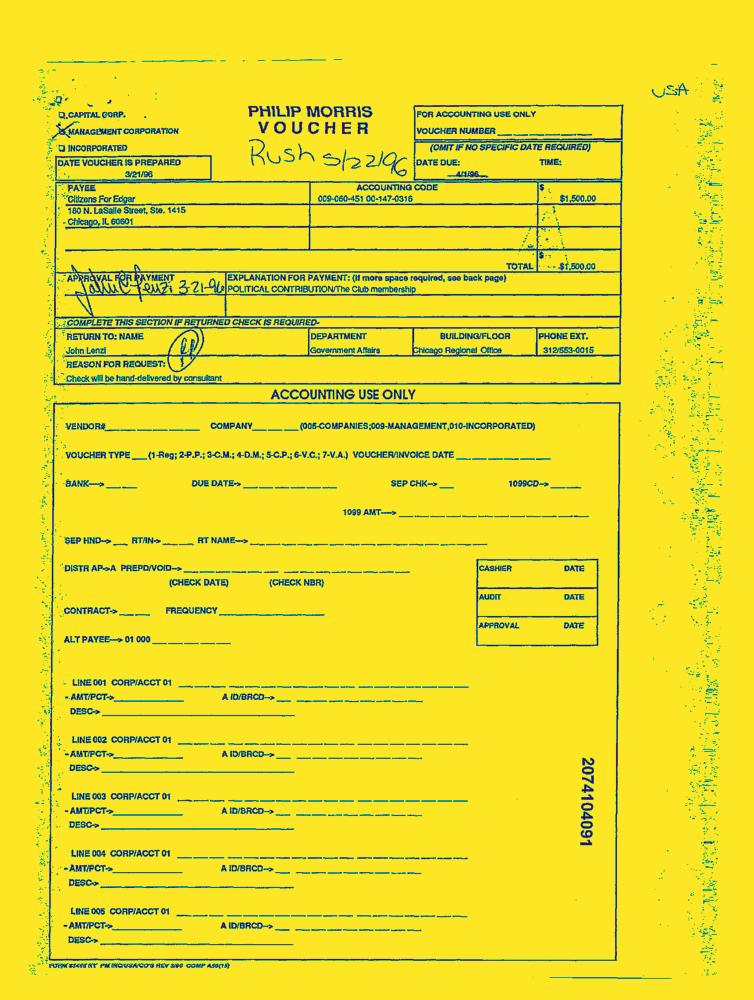 USA
CAPITAL CORP.
MANAGEMENT CORPORATION
INCORPORATED
PHILIP MORRIS
VOUCHER
Rush
FOR ACCOUNTING USE ONLY
VOUCHER NUMBER
(OMIT IF NO SPECIFIC DATE REQUIRED)
DATE VOUCHER IS PREPARED
3/21/96
DATE DUE: TIME:
4/1/96
PAYEE ACCOUNTING CODE $
Citizens For Edgar 009-060-451 00-147-0316 $1,500.00
180 N. LaSalle Street, Ste. 1415
Chicago, IL 60601
$
TOTAL $1,500.00
APPROVAL FOR PAYMENT EXPLANATION FOR PAYMENT: (If more space required, see back page)
John C Lenzi 3-21-96 POLITICAL CONTRIBUTION/The Club membership
COMPLETE THIS SECTION IF RETURNED CHECK IS REQUIRED-
RETURN TO: NAME DEPARTMENT BUILDING/FLOOR PHONE EXT.
John Lenzi Government Affairs Chicago Regional Office 312/553-0015
REASON FOR REQUEST:
Check will be hand-delivered by consultant
ACCOUNTING USE ONLY
VENDOR# COMPANY (005-COMPANIES;009-MANAGEMENT,010-INCORPORATED)
VOUCHER TYPE (1-Reg; 2-P.P.; 3-C.M.; 4-D.M.; 5-C.P.; 6-V.C.; 7-V.A.) VOUCHER/INVOICE DATE
BANK--> DUE DATE-> SEP CHK--> 1099CD->
1099 AMT-->
SEP HND--> RT/IN-> RT NAME-->
DISTR AP->A PREPD/VOID-->
(CHECK DATE) (CHECK NBR)
CASHIER DATE
AUDIT DATE
APPROVAL DATE
CONTRACT-> FREQUENCY
ALT PAYEE--> 01 000
LINE 001 CORP/ACCT 01
- AMT/PCT-> A ID/BRCD-->
DESC->
LINE 002 CORP/ACCT 01
- AMT/PCT-> A ID/BRCD-->
DESC->
LINE 003 CORP/ACCT 01
- AMT/PCT-> A ID/BRCD-->
DESC->
LINE 004 CORP/ACCT 01
- AMT/PCT-> A ID/BRCD-->
DESC->
LINE 005 CORP/ACCT 01
- AMT/PCT-> A ID/BRCD-->
DESC->
2074104091